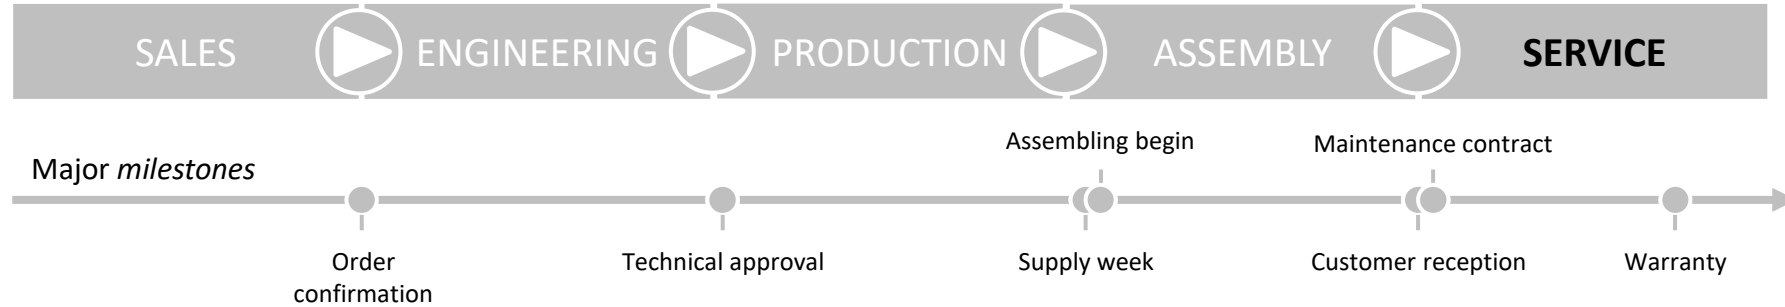 SALES
ENGINEERING
PRODUCTION
ASSEMBLY
SERVICE
Major milestones
Assembling begin
Maintenance contract
Order
confirmation
Technical approval
Supply week
Customer reception
Warranty